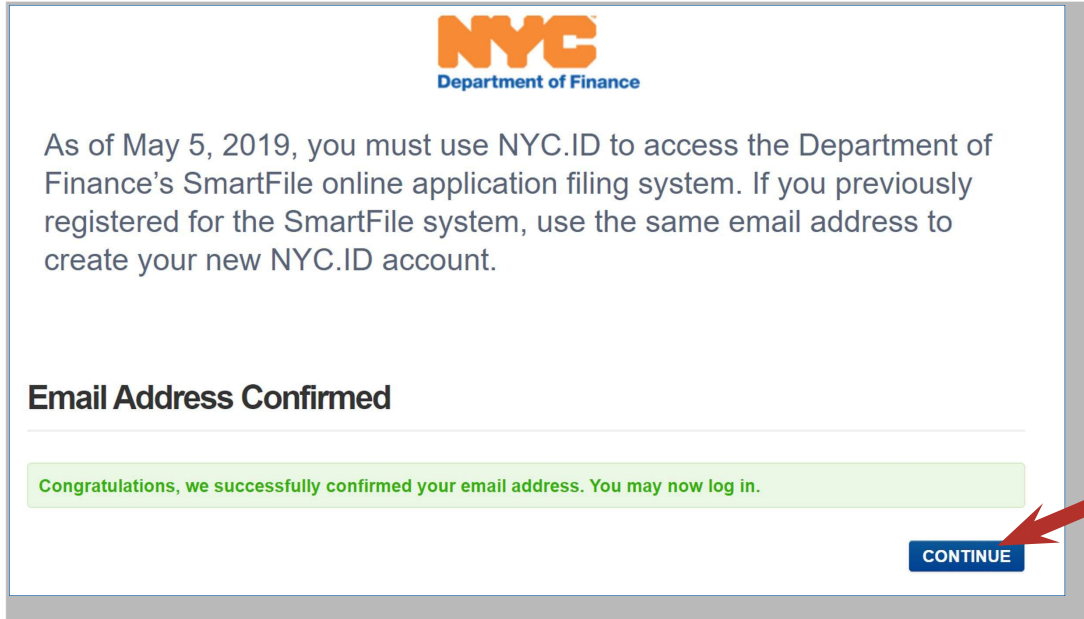 NYC
Department of Finance
As of May 5, 2019, you must use NYC.ID to access the Department of
Finance’s SmartFile online application filing system. If you previously
registered for the SmartFile system, use the same email address to
create your new NYC.ID account.
Email Address Confirmed
Congratulations, we successfully confirmed your email address. You may now log in.
CONTINUE